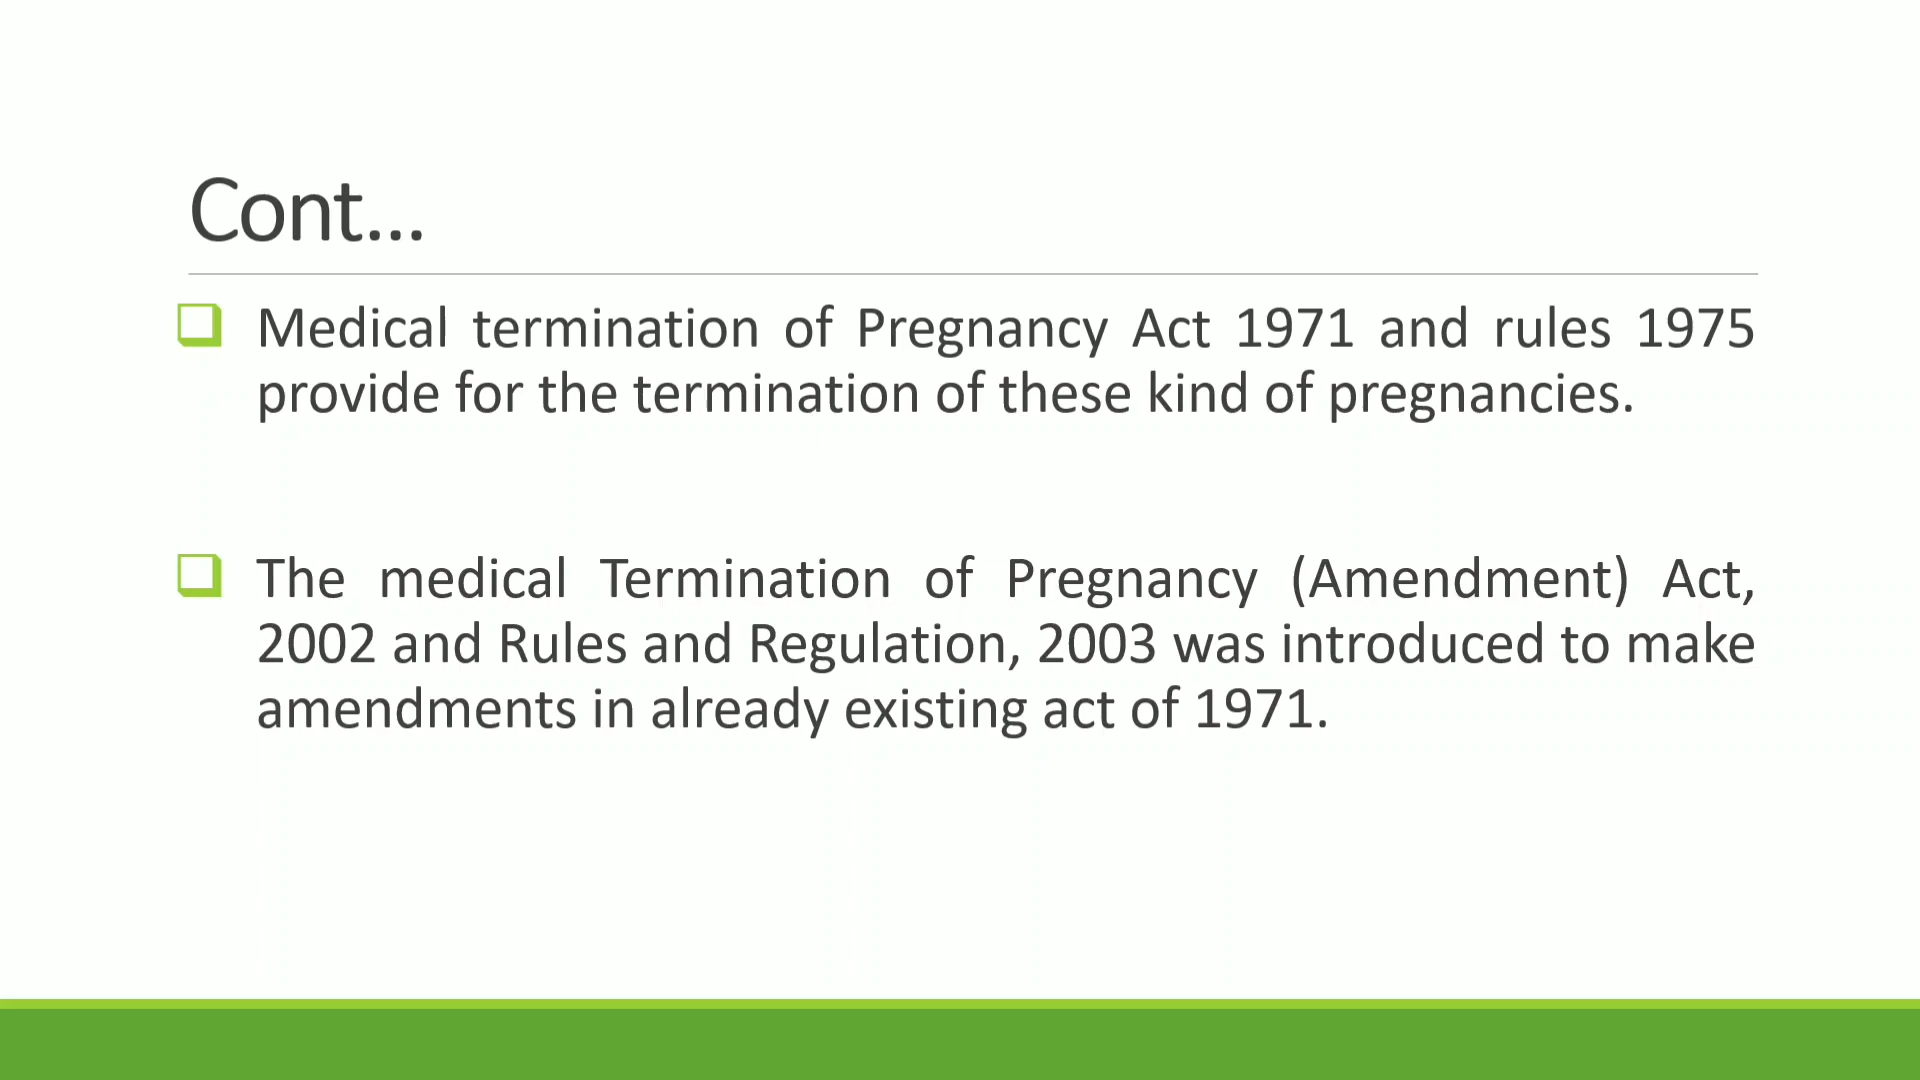 Cont...
Medical termination of Pregnancy Act 1971 and rules 1975
provide for the termination of these kind of pregnancies.
The medical Termination of Pregnancy (Amendment) Act,
2002 and Rules and Regulation, 2003 was introduced to make
amendments in already existing act of 1971.